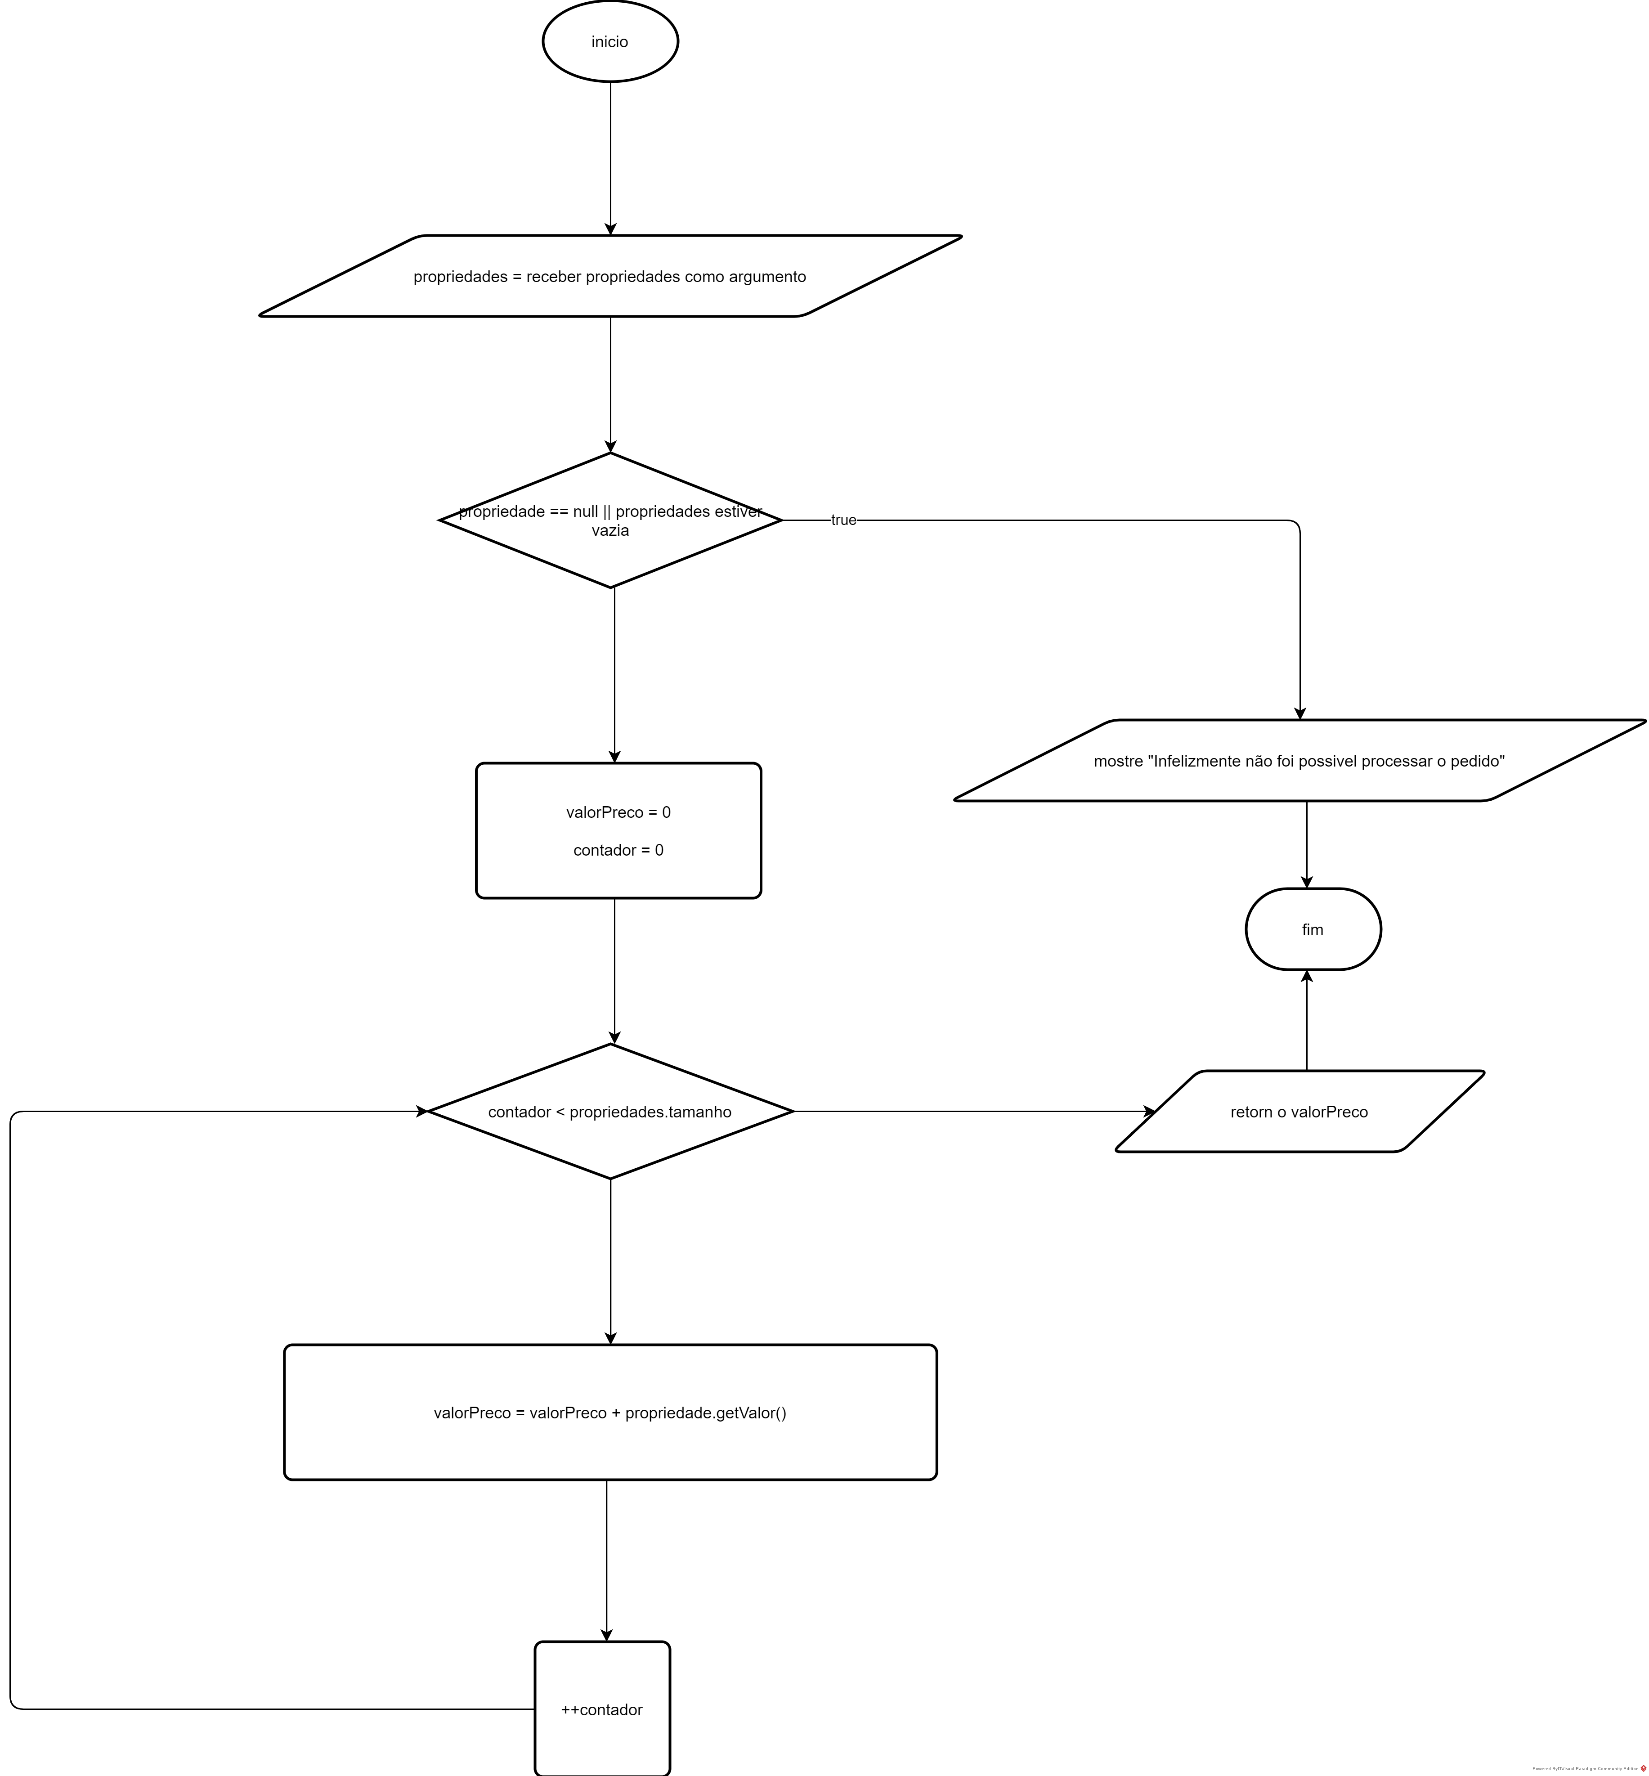 inicio
propriedades = receber propriedades como argumento
propriedade == null || propriedades estiver
vazia
true
mostre "Infelizmente não foi possivel processar o pedido"
valorPreco = 0
contador = 0
fim
contador < propriedades.tamanho
retorn o valorPreco
valorPreco = valorPreco + propriedade.getValor()
++contador